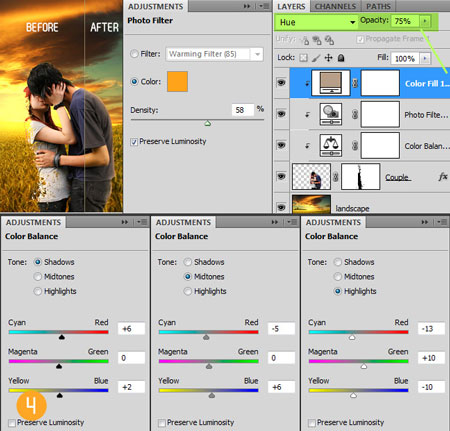 BEFORE AFTER
ADJUSTMENTS
Photo Filter
Filter: Warming Filter (85)
Color:
Density: 58 %
Preserve Luminosity
LAYERS CHANNELS PATHS
Hue Opacity: 75%
Unify: Propagate Frame
Lock: Fill: 100%
Color Fill 1...
Photo Filte...
Color Balan...
Couple fx
landscape
ADJUSTMENTS
Color Balance
Tone: Shadows
Midtones
Highlights
Cyan Red +6
Magenta Green 0
Yellow Blue +2
Preserve Luminosity
4
ADJUSTMENTS
Color Balance
Tone: Shadows
Midtones
Highlights
Cyan Red -5
Magenta Green 0
Yellow Blue +6
Preserve Luminosity
ADJUSTMENTS
Color Balance
Tone: Shadows
Midtones
Highlights
Cyan Red -13
Magenta Green +10
Yellow Blue -10
Preserve Luminosity